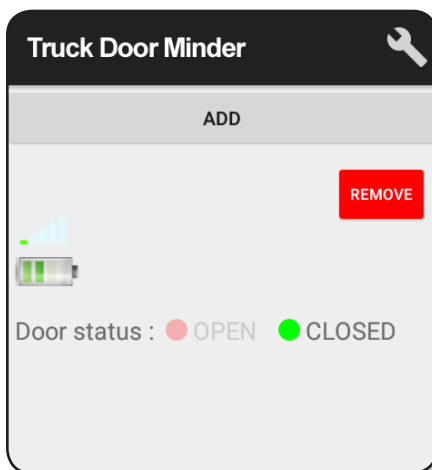 Truck Door Minder
ADD
REMOVE
Door status : OPEN CLOSED